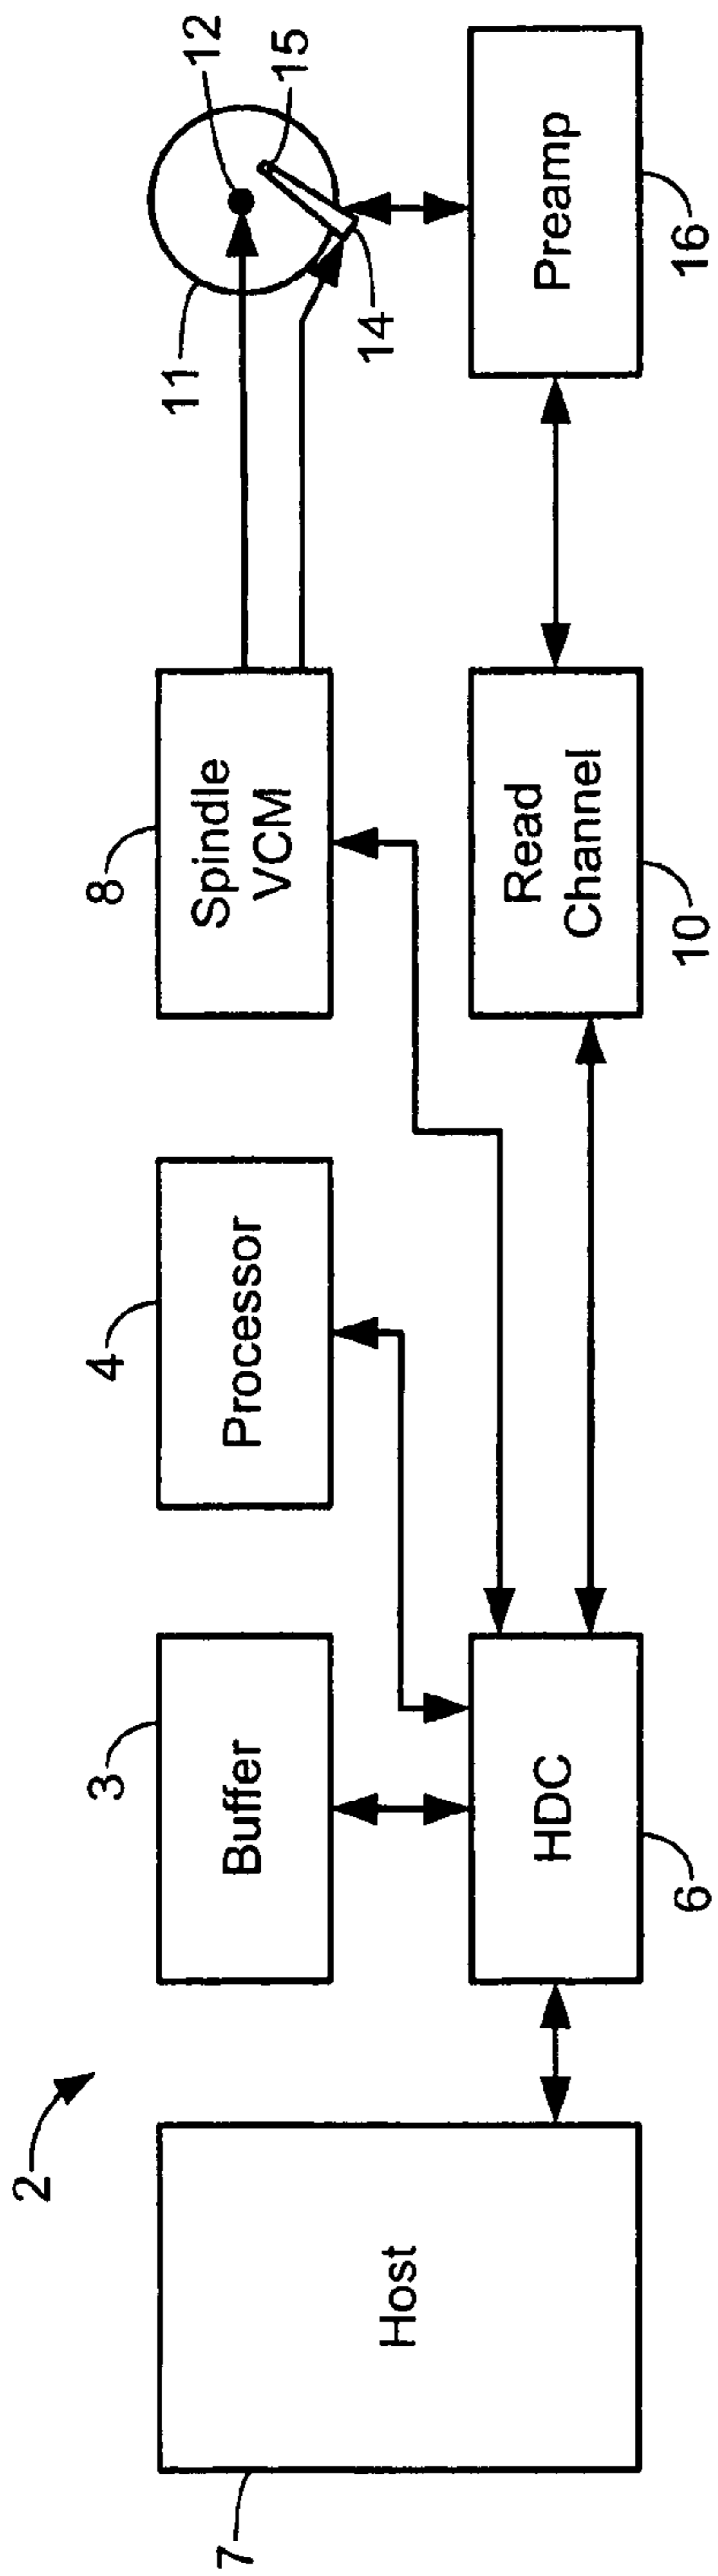 2
7
Host
3
Buffer
4
Processor
8
Spindle
VCM
11
12
15
14
HDC
6
Read
Channel
10
Preamp
16